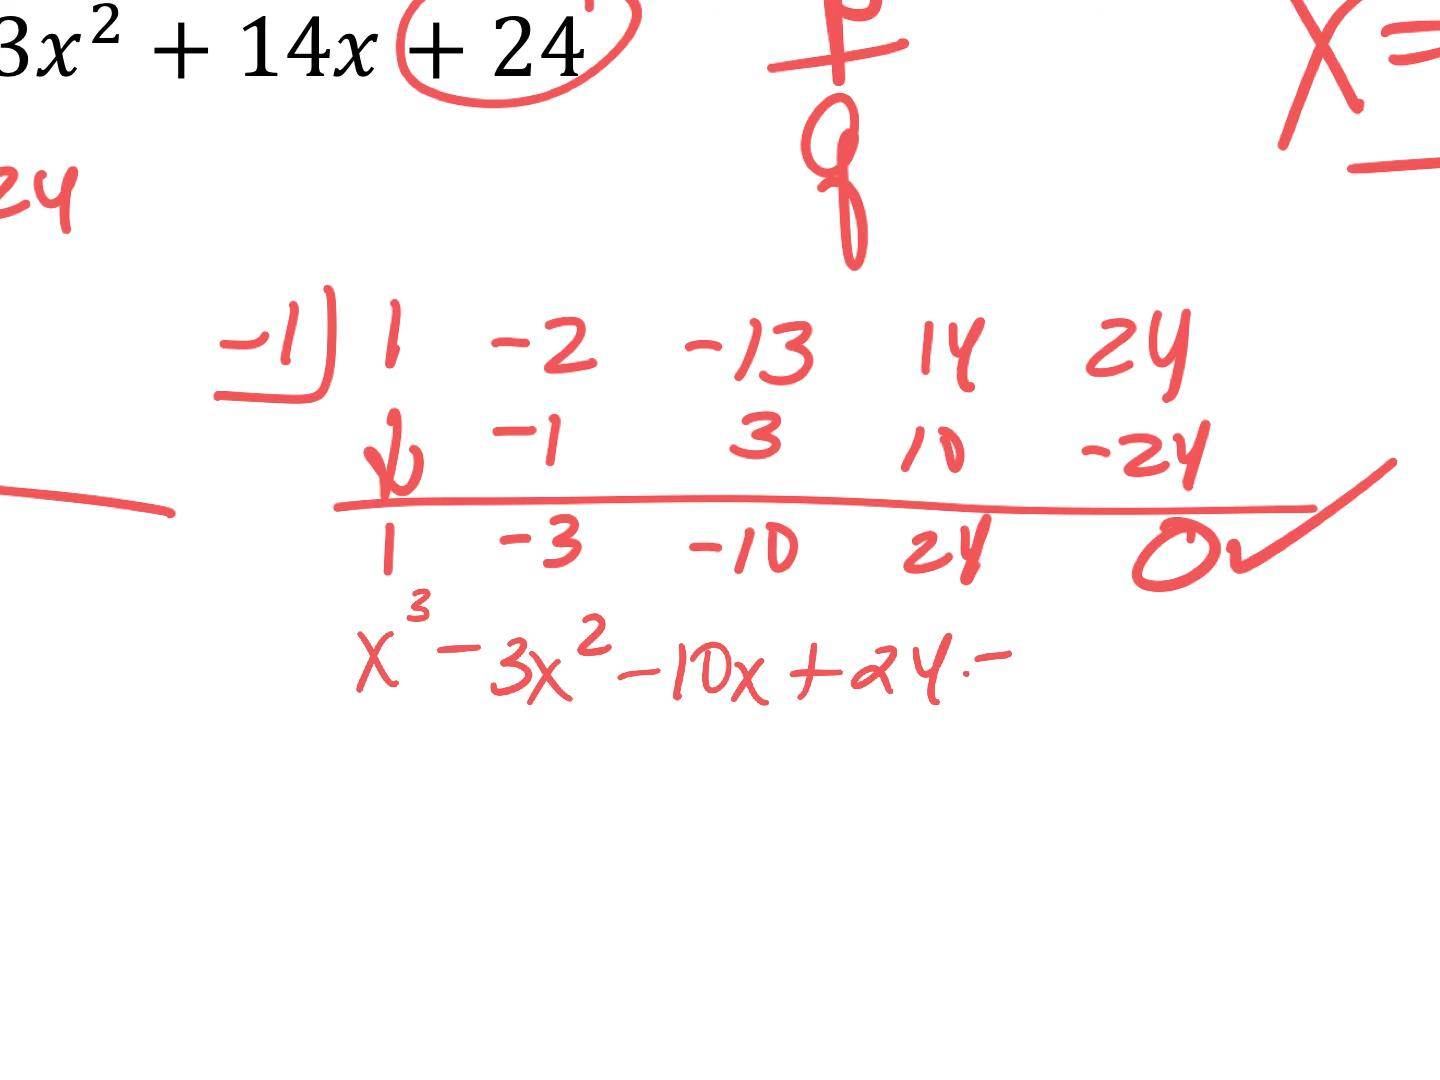 3x² + 14x + 24
p
q
x =
24
-1 | 1 -2 -13 14 24
-1 3 10 -24
1 -3 -10 24 0 ✓
x³ - 3x² - 10x + 24 . -